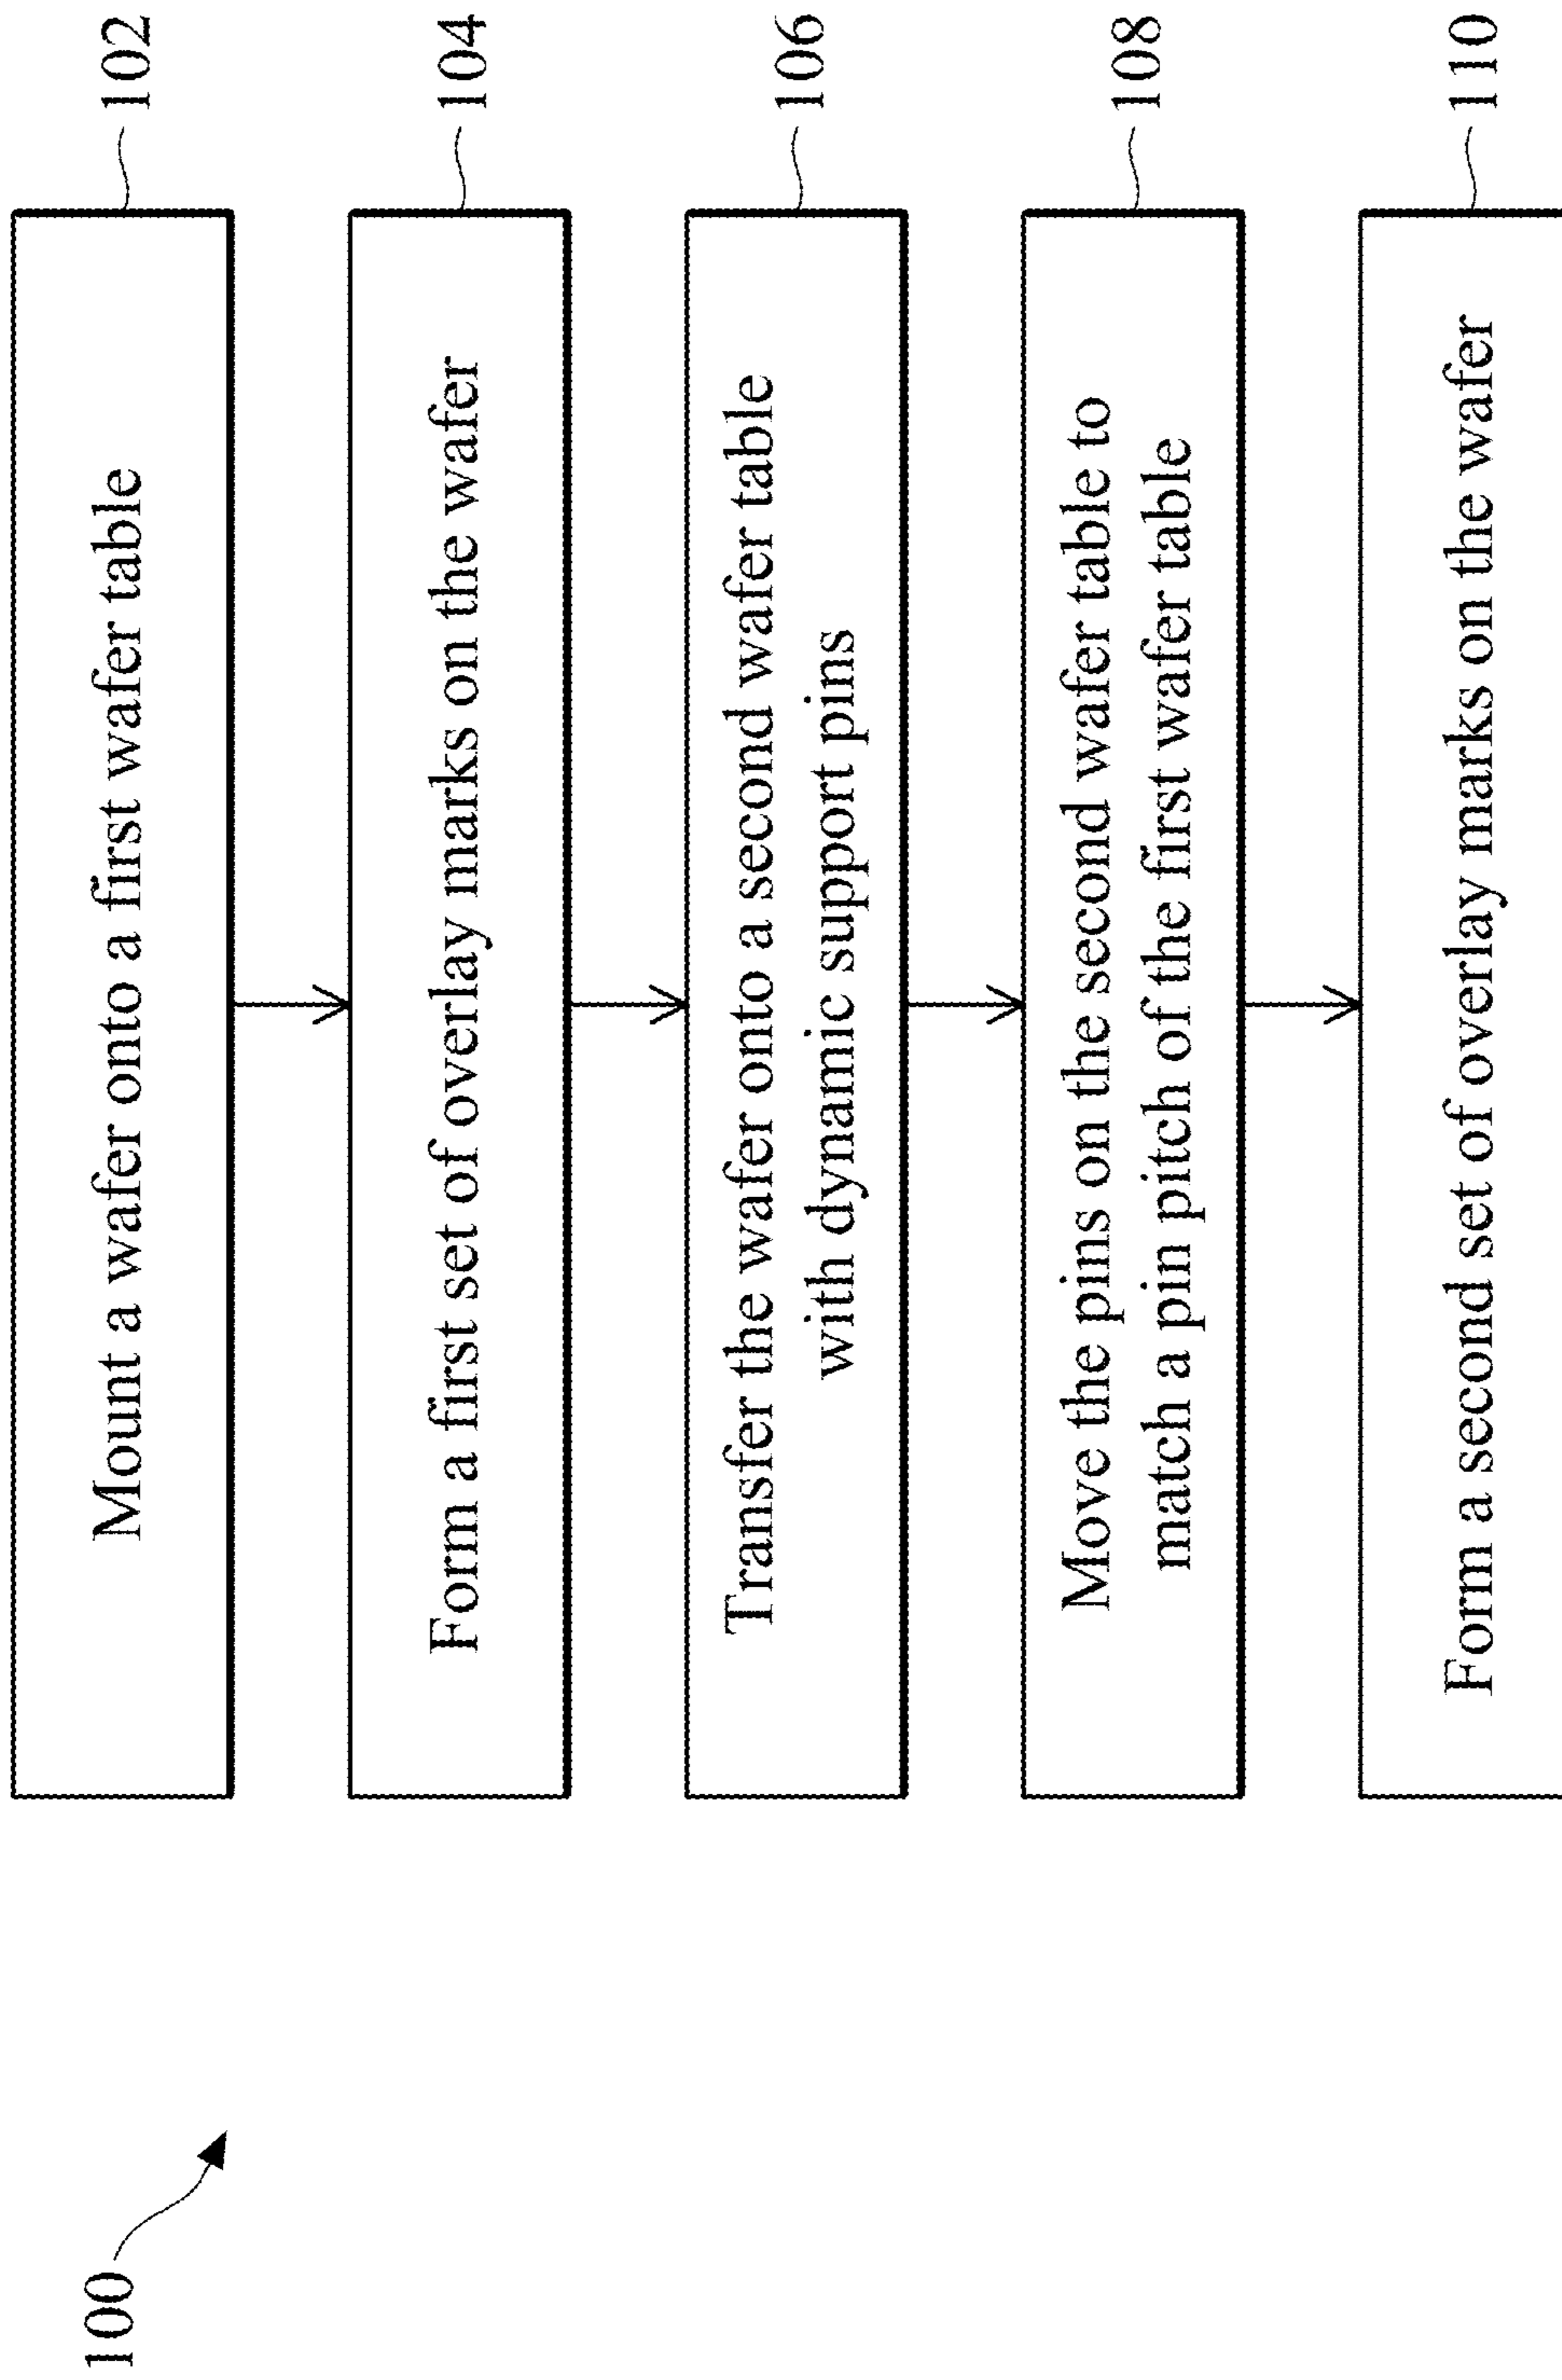 100
Mount a wafer onto a first wafer table
102
Form a first set of overlay marks on the wafer
104
Transfer the wafer onto a second wafer table
with dynamic support pins
106
Move the pins on the second wafer table to
match a pin pitch of the first wafer table
108
Form a second set of overlay marks on the wafer
110